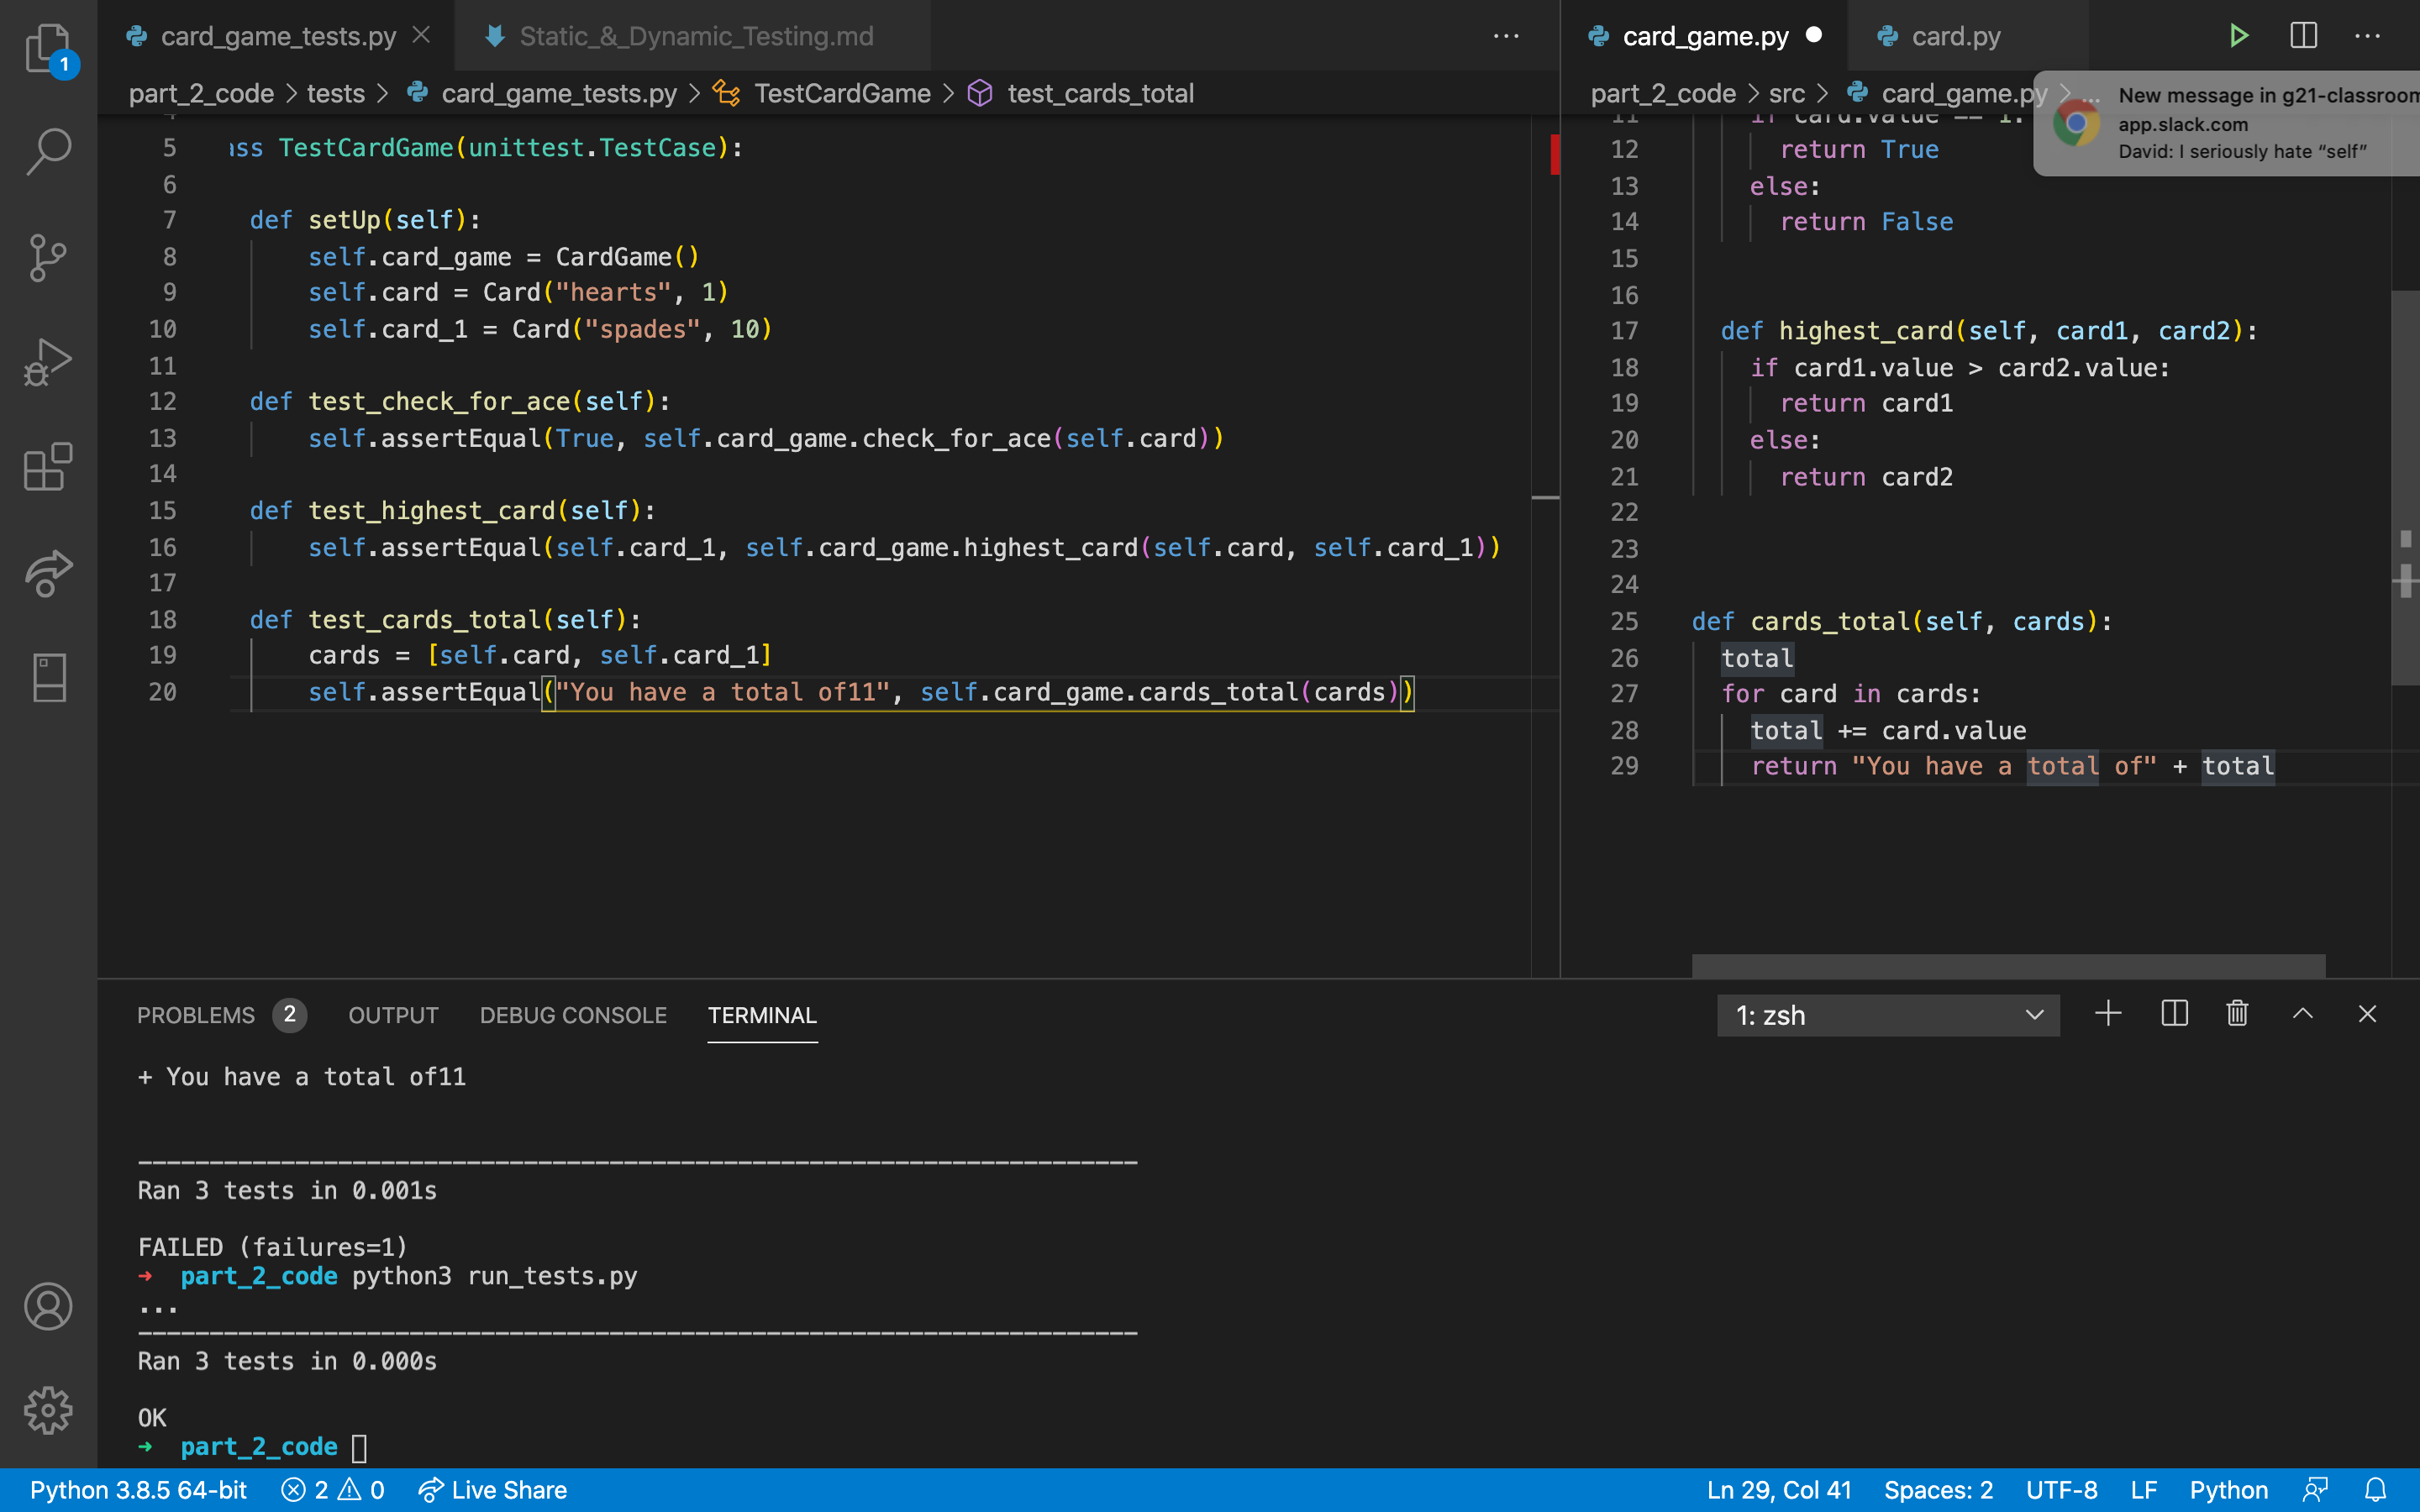 card_game_tests.py
Static_&_Dynamic_Testing.md
card_game.py
card.py
1
part_2_code > tests > card_game_tests.py > TestCardGame > test_cards_total
part_2_code > src > card_game.py > ...
New message in g21-classroom
app.slack.com
David: I seriously hate “self”
5 ass TestCardGame(unittest.TestCase):
6
7 def setUp(self):
8 self.card_game = CardGame()
9 self.card = Card("hearts", 1)
10 self.card_1 = Card("spades", 10)
11
12 def test_check_for_ace(self):
13 self.assertEqual(True, self.card_game.check_for_ace(self.card))
14
15 def test_highest_card(self):
16 self.assertEqual(self.card_1, self.card_game.highest_card(self.card, self.card_1))
17
18 def test_cards_total(self):
19 cards = [self.card, self.card_1]
20 self.assertEqual("You have a total of11", self.card_game.cards_total(cards))
11 if card.value == 1:
12 return True
13 else:
14 return False
15
16
17 def highest_card(self, card1, card2):
18 if card1.value > card2.value:
19 return card1
20 else:
21 return card2
22
23
24
25 def cards_total(self, cards):
26 total
27 for card in cards:
28 total += card.value
29 return "You have a total of" + total
PROBLEMS 2 OUTPUT DEBUG CONSOLE TERMINAL
1: zsh
+ You have a total of11
----------------------------------------------------------------------
Ran 3 tests in 0.001s
FAILED (failures=1)
➜ part_2_code python3 run_tests.py
...
----------------------------------------------------------------------
Ran 3 tests in 0.000s
OK
➜ part_2_code
Python 3.8.5 64-bit 2 0 Live Share
Ln 29, Col 41 Spaces: 2 UTF-8 LF Python